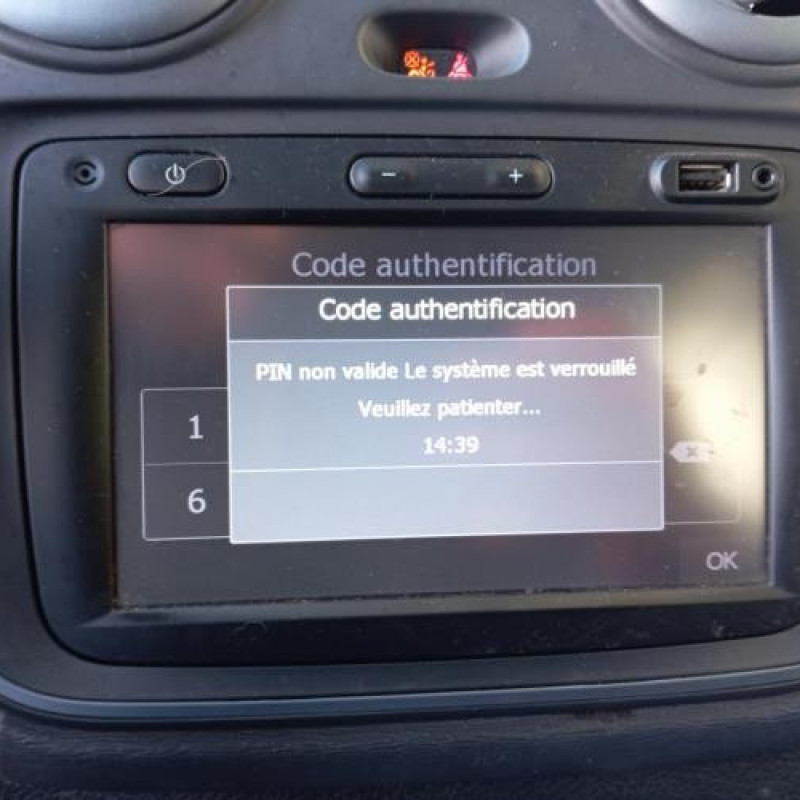 − +
Code authentification
Code authentification
PIN non valide Le système est verrouillé
Veuillez patienter...
14:39
1
6
OK